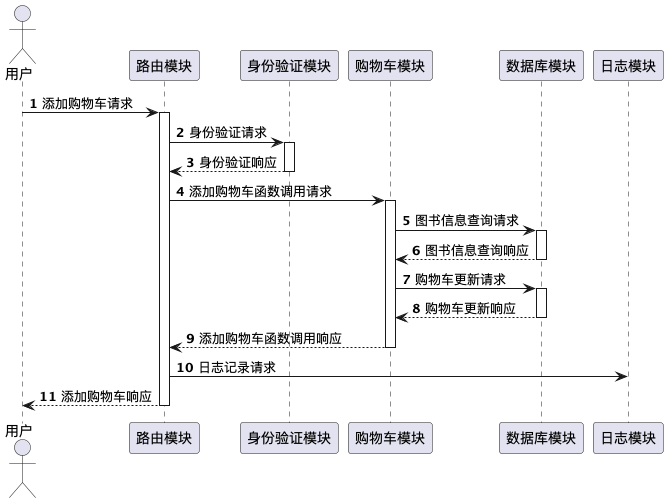 用户
路由模块 身份验证模块 购物车模块 数据库模块 日志模块
1 添加购物车请求
2 身份验证请求
3 身份验证响应
4 添加购物车函数调用请求
5 图书信息查询请求
6 图书信息查询响应
7 购物车更新请求
8 购物车更新响应
9 添加购物车函数调用响应
10 日志记录请求
11 添加购物车响应
用户 路由模块 身份验证模块 购物车模块 数据库模块 日志模块